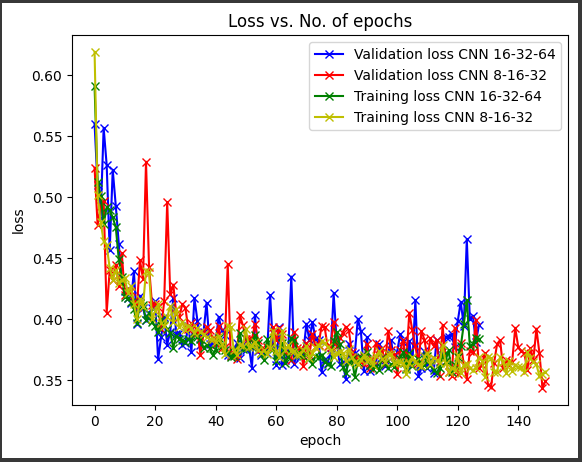 Loss vs. No. of epochs
Validation loss CNN 16-32-64
Validation loss CNN 8-16-32
Training loss CNN 16-32-64
Training loss CNN 8-16-32
loss
0.60
0.55
0.50
0.45
0.40
0.35
0 20 40 60 80 100 120 140
epoch